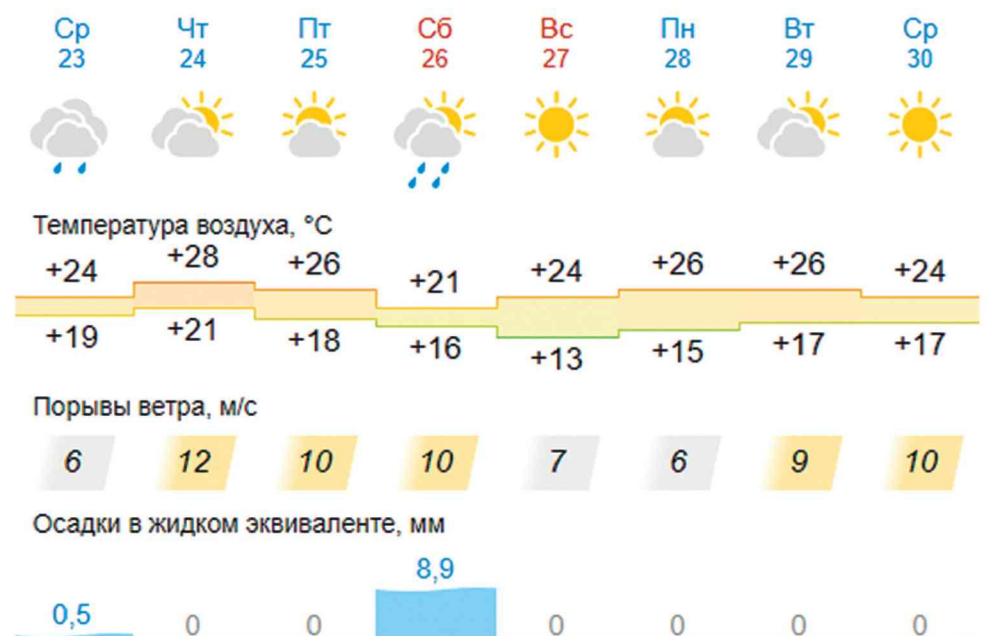 Ср Чт Пт Сб Вс Пн Вт Ср
23 24 25 26 27 28 29 30
Температура воздуха, °C
+24 +28 +26 +21 +24 +26 +26 +24
+19 +21 +18 +16 +13 +15 +17 +17
Порывы ветра, м/с
6 12 10 10 7 6 9 10
Осадки в жидком эквиваленте, мм
0,5 0 0 8,9 0 0 0 0